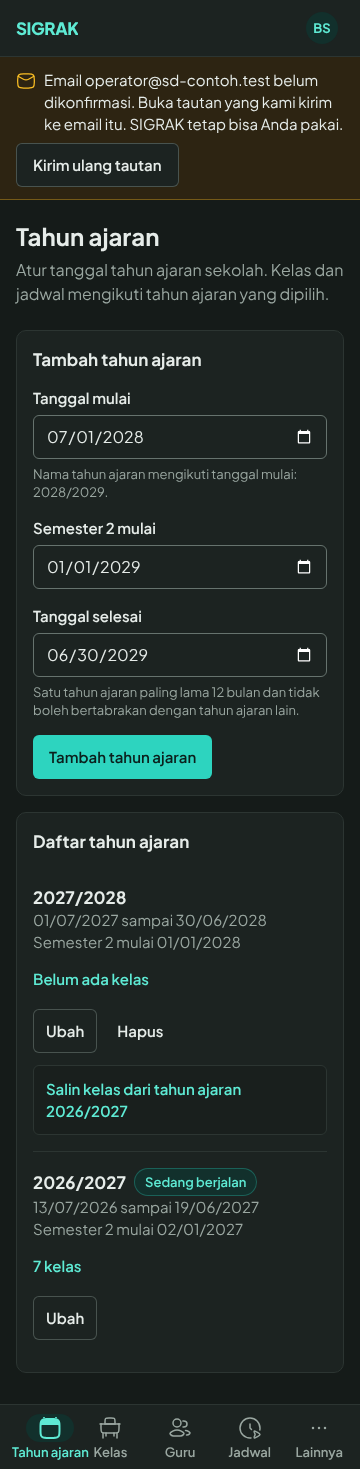 SIGRAK
BS
Email operator@sd-contoh.test belum
dikonfirmasi. Buka tautan yang kami kirim
ke email itu. SIGRAK tetap bisa Anda pakai.
Kirim ulang tautan
Tahun ajaran
Atur tanggal tahun ajaran sekolah. Kelas dan
jadwal mengikuti tahun ajaran yang dipilih.
Tambah tahun ajaran
Tanggal mulai
07/01/2028
Nama tahun ajaran mengikuti tanggal mulai:
2028/2029.
Semester 2 mulai
01/01/2029
Tanggal selesai
06/30/2029
Satu tahun ajaran paling lama 12 bulan dan tidak
boleh bertabrakan dengan tahun ajaran lain.
Tambah tahun ajaran
Daftar tahun ajaran
2027/2028
01/07/2027 sampai 30/06/2028
Semester 2 mulai 01/01/2028
Belum ada kelas
Ubah Hapus
Salin kelas dari tahun ajaran
2026/2027
2026/2027 Sedang berjalan
13/07/2026 sampai 19/06/2027
Semester 2 mulai 02/01/2027
7 kelas
Ubah
Tahun ajaran Kelas Guru Jadwal Lainnya